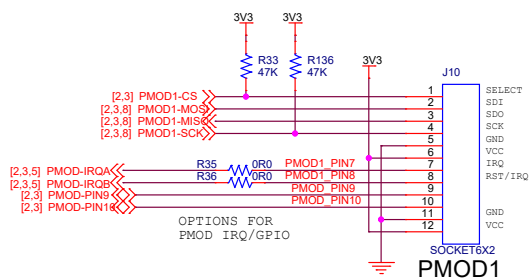 3V3 3V3
R33 R136 3V3
47K 47K J10
[2,3] PMOD1-CS 1 SELECT
[2,3,8] PMOD1-MOSI 2 SDI
[2,3,8] PMOD1-MISO 3 SDO
[2,3,8] PMOD1-SCK 4 SCK
5 GND
6 VCC
[2,3,5] PMOD-IRQA R35 0R0 PMOD1_PIN7 7 IRQ
[2,3,5] PMOD-IRQB R36 0R0 PMOD1_PIN8 8 RST/IRQ
[2,3] PMOD-PIN9 PMOD_PIN9 9
[2,3] PMOD-PIN10 PMOD_PIN10 10
OPTIONS FOR 11 GND
PMOD IRQ/GPIO 12 VCC
SOCKET6X2
PMOD1